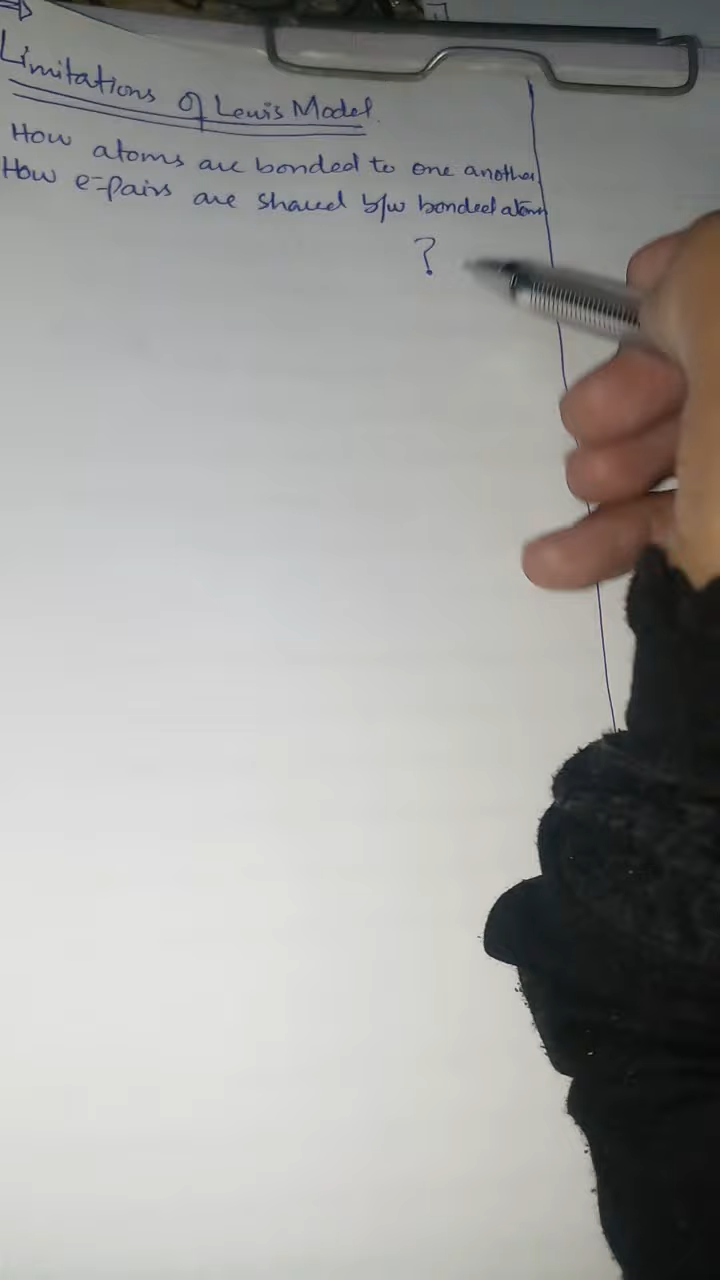 Limitations of Lewis Model.
How atoms are bonded to one another
How e-pairs are shared b/w bonded atoms
?